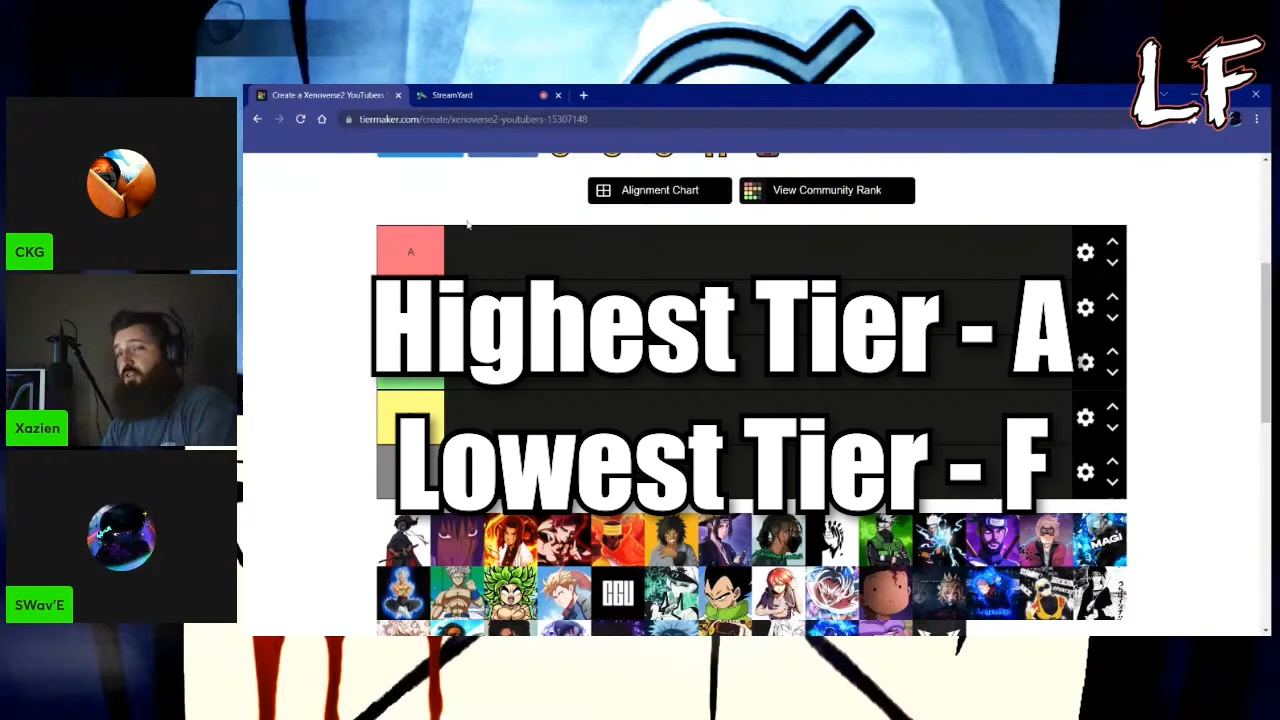 LF
Create a Xenoverse2 YouTubers
StreamYard
tiermaker.com/create/xenoverse2-youtubers-15307148
Alignment Chart
View Community Rank
A
Highest Tier - A
Lowest Tier - F
CKG
Xazien
SWav'E
MAGI
CCU